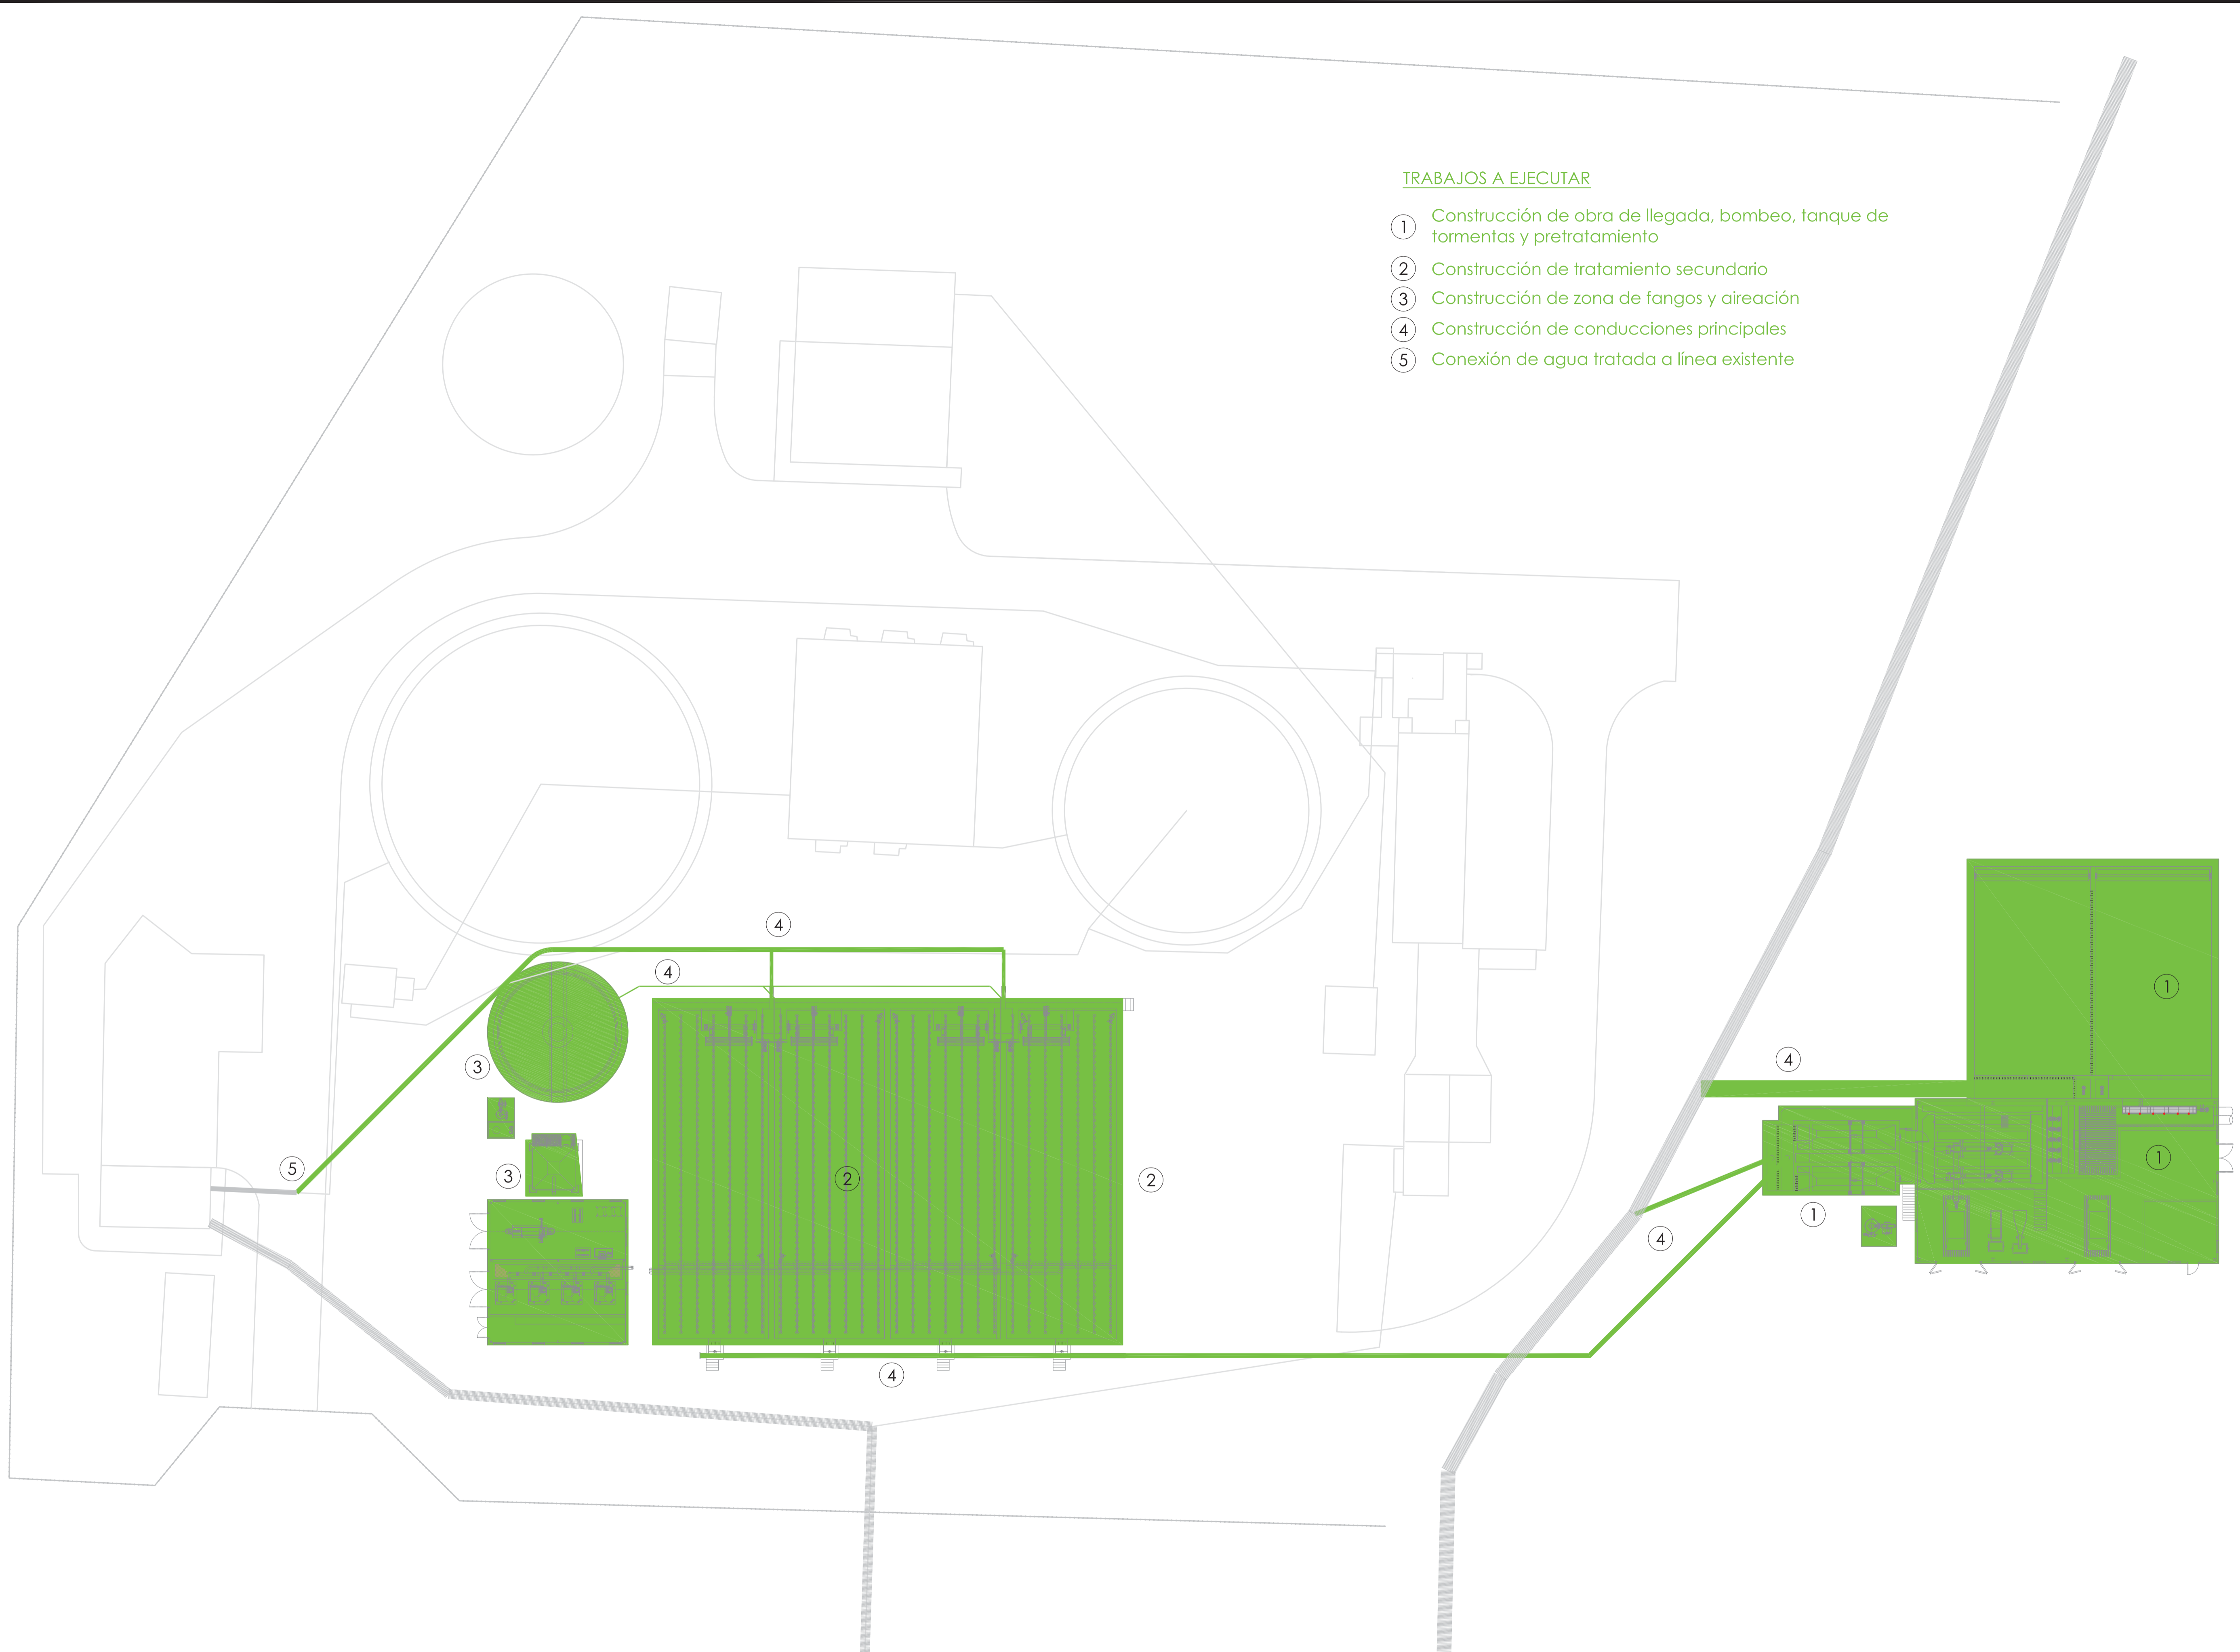 TRABAJOS A EJECUTAR
1 Construcción de obra de llegada, bombeo, tanque de
tormentas y pretratamiento
2 Construcción de tratamiento secundario
3 Construcción de zona de fangos y aireación
4 Construcción de conducciones principales
5 Conexión de agua tratada a línea existente
4
4
1
4
3
1
5
3
2
2
1
4
4